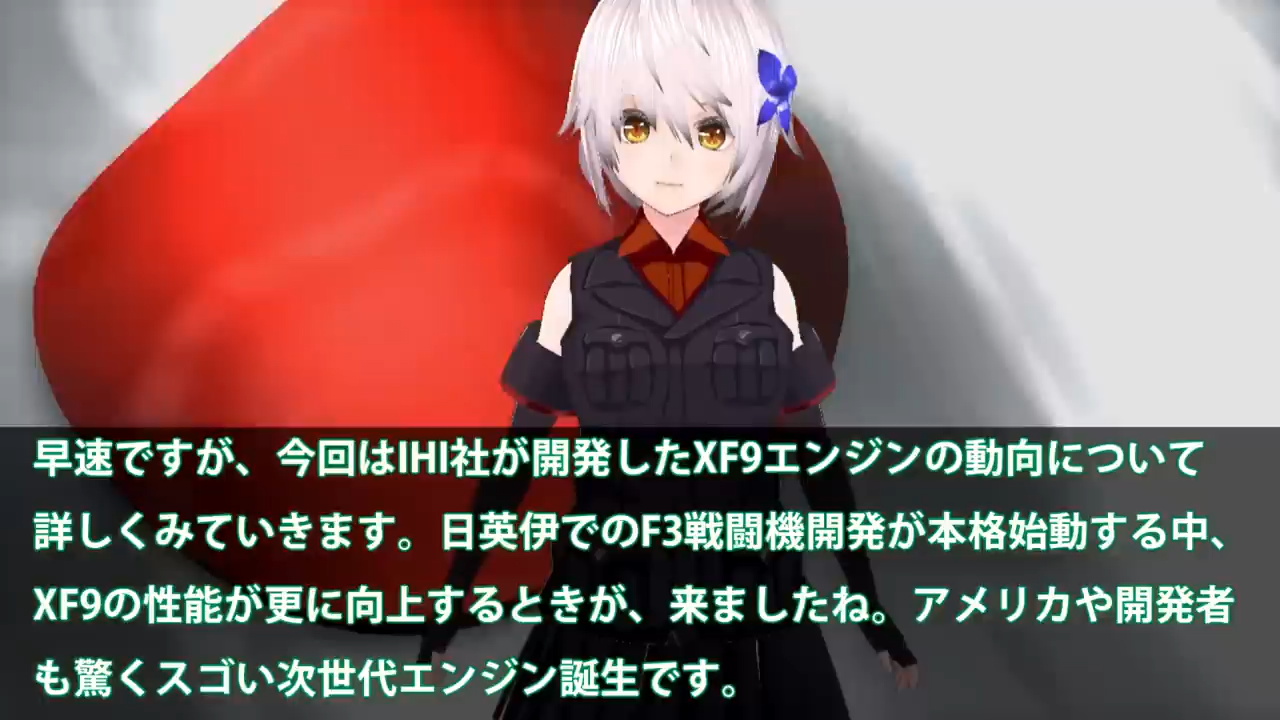 早速ですが、今回はIHI社が開発したXF9エンジンの動向について
詳しくみていきます。日英伊でのF3戦闘機開発が本格始動する中、
XF9の性能が更に向上するときが、来ましたね。アメリカや開発者
も驚くスゴい次世代エンジン誕生です。